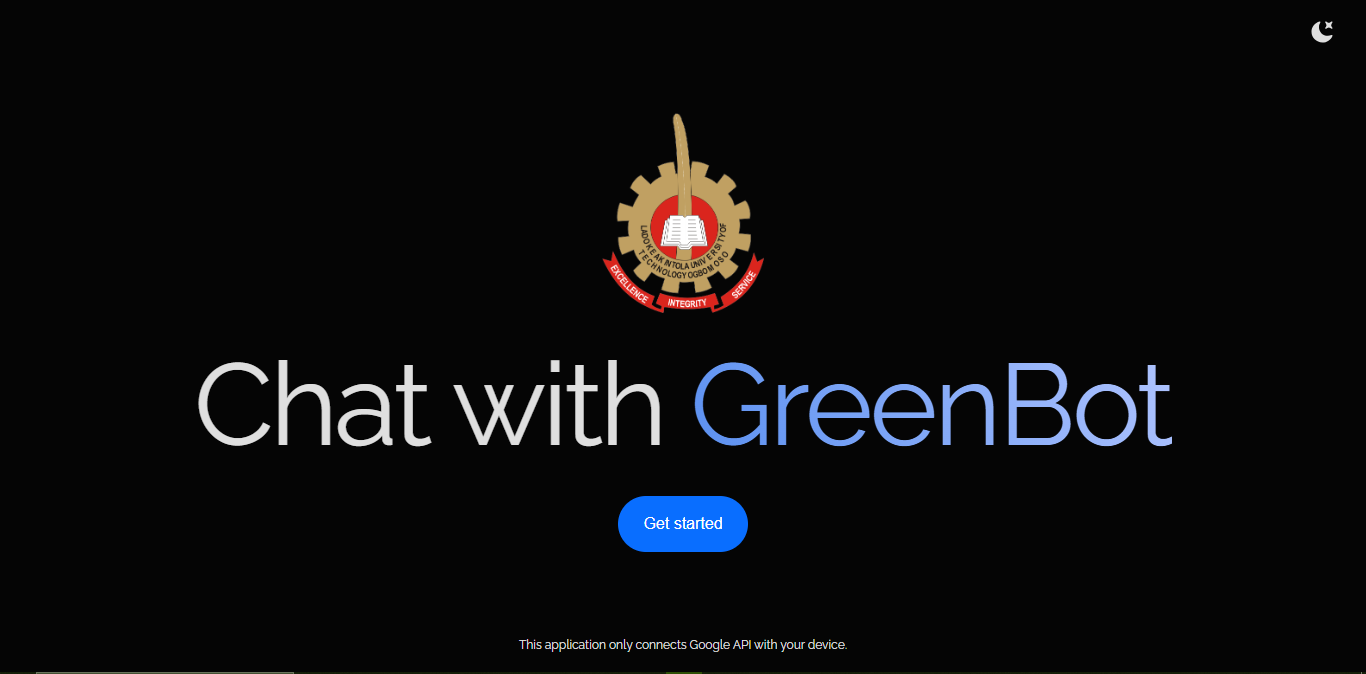 LADOKE AKINTOLA UNIVERSITY OF
TECHNOLOGY OGBOMOSO
EXCELLENCE
INTEGRITY
SERVICE
Chat with GreenBot
Get started
This application only connects Google API with your device.